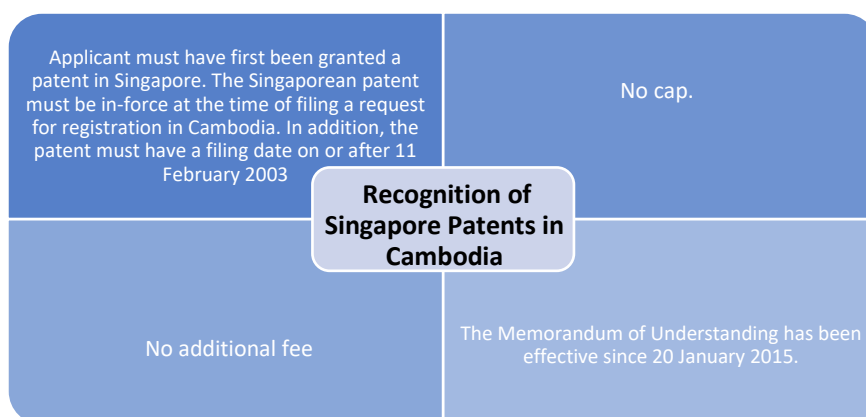 Applicant must have first been granted a
patent in Singapore. The Singaporean patent
must be in-force at the time of filing a request
for registration in Cambodia. In addition, the
patent must have a filing date on or after 11
February 2003
No cap.
Recognition of
Singapore Patents in
Cambodia
No additional fee
The Memorandum of Understanding has been
effective since 20 January 2015.